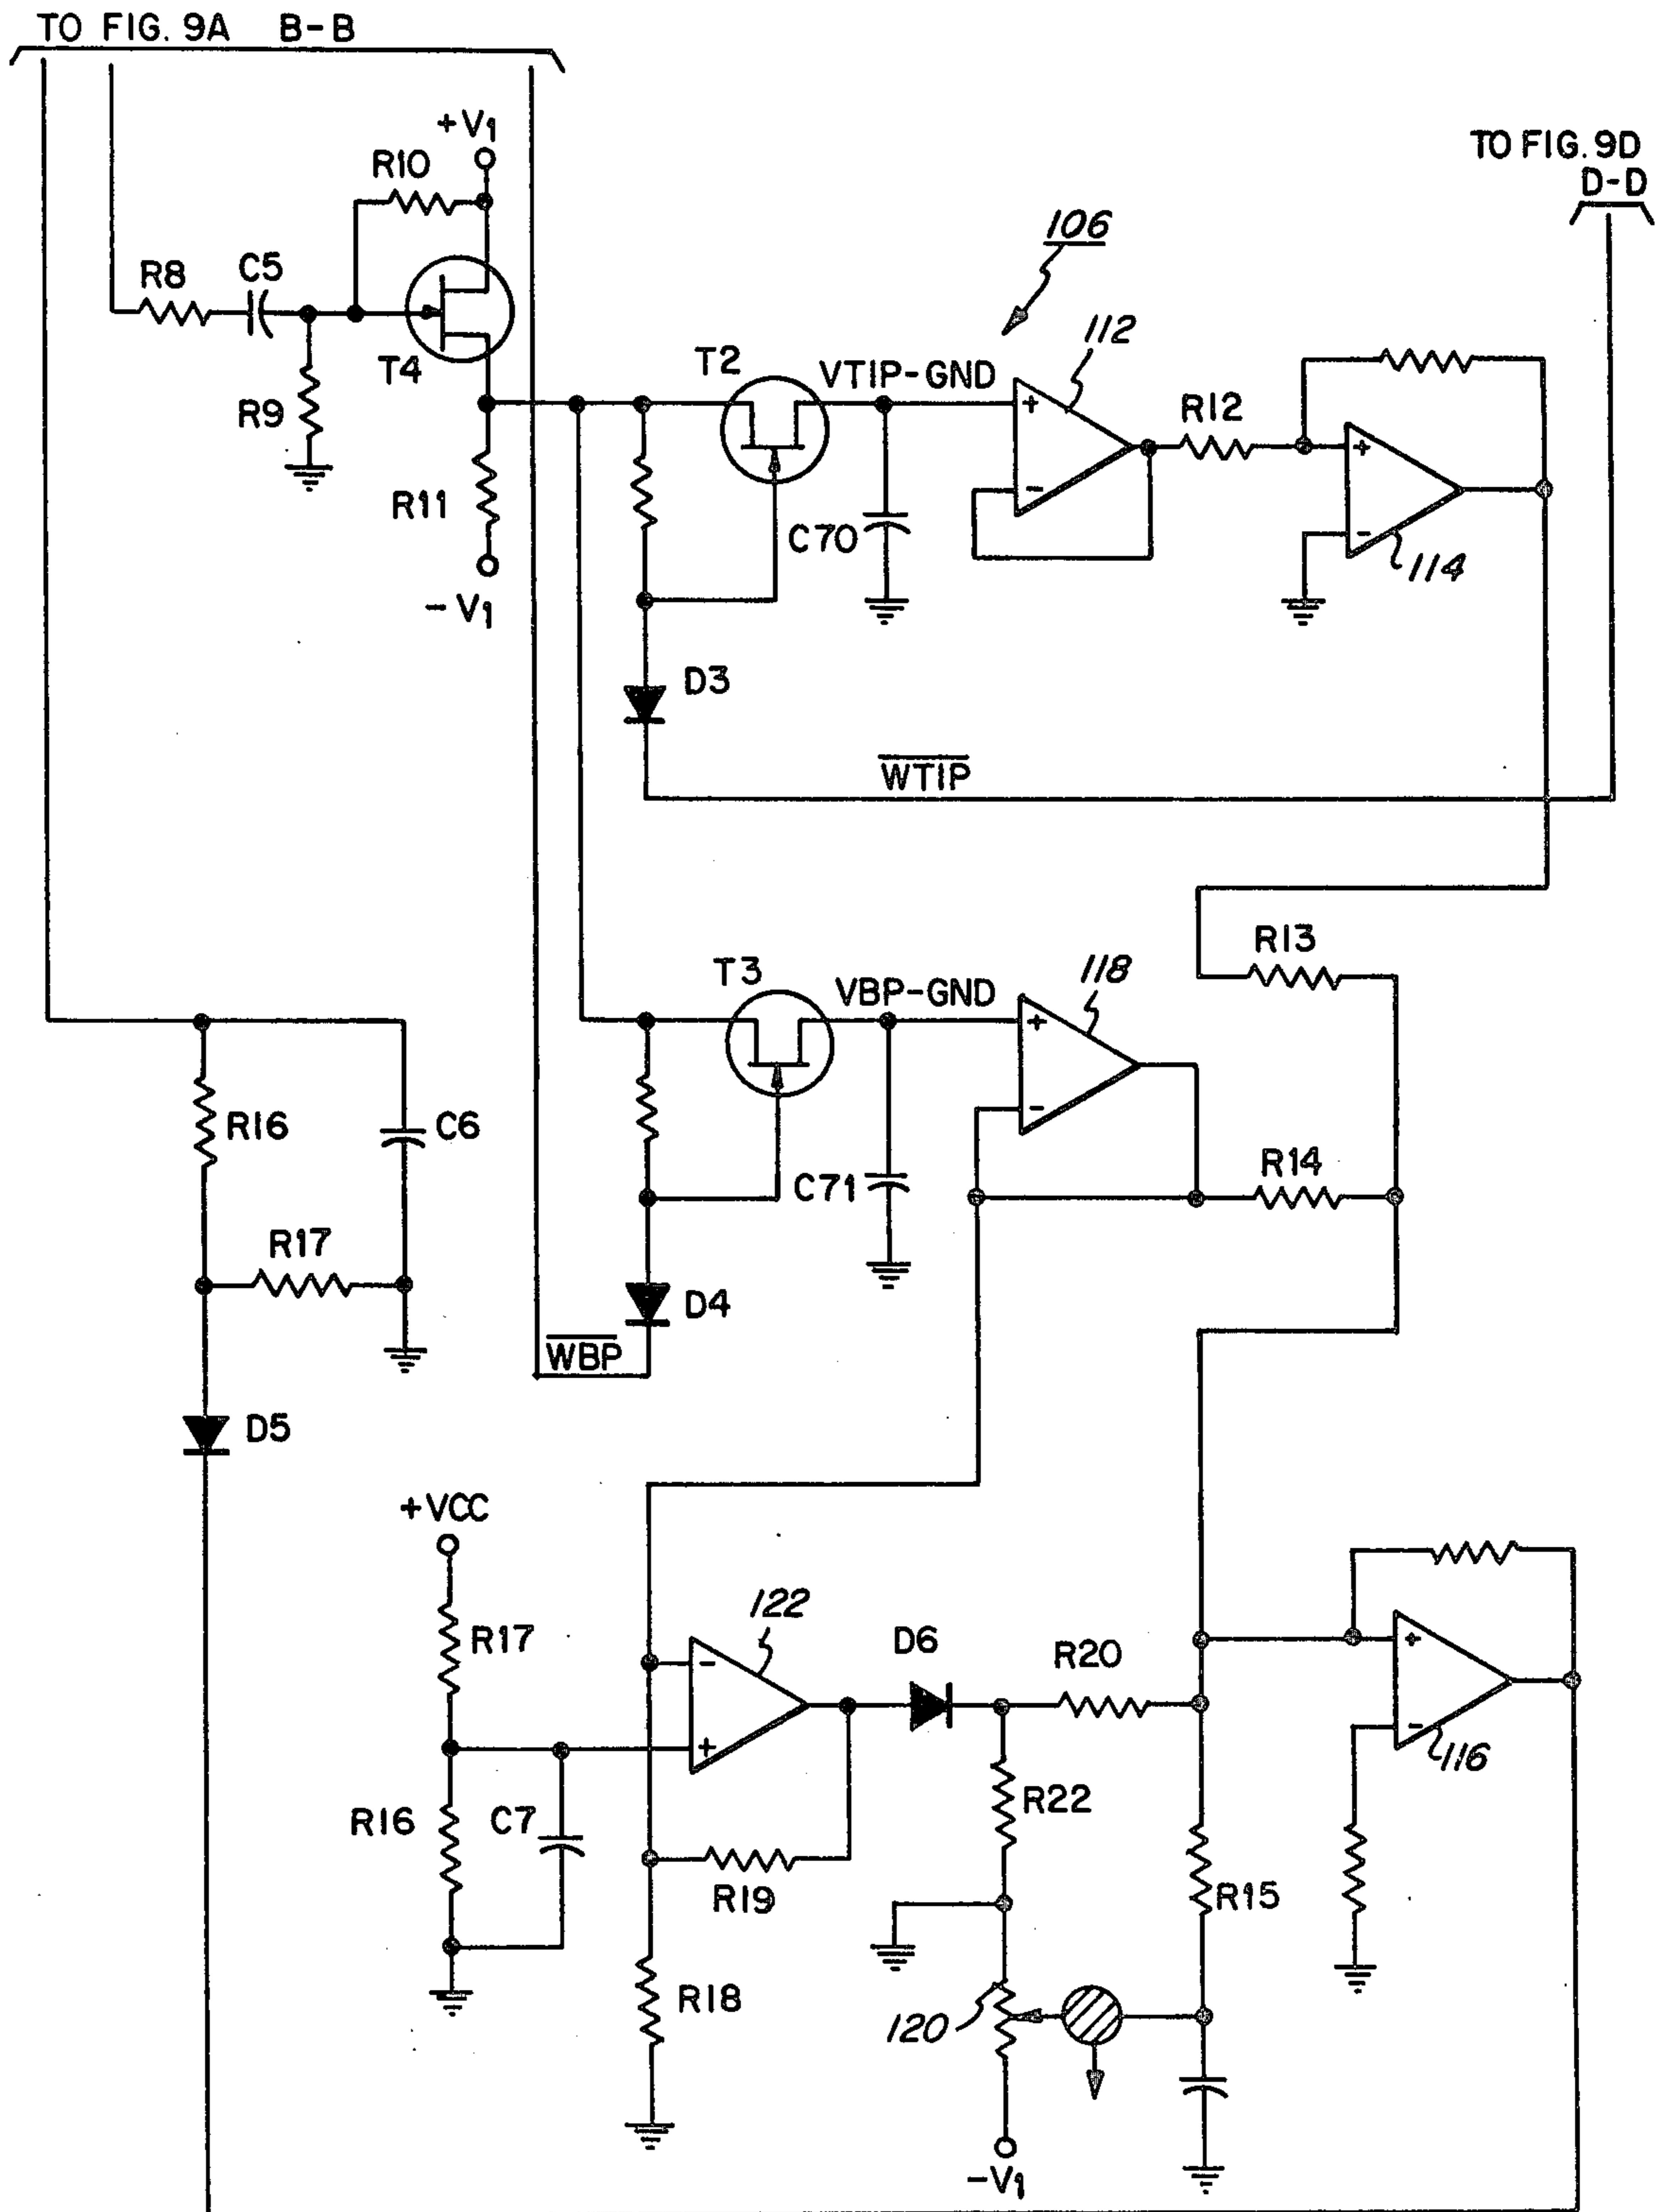 TO FIG. 9A B-B
+V1
R10
TO FIG. 9D
D-D
106
R8
C5
112
T4
T2
VTIP-GND
R12
R9
R11
C70
114
-V1
D3
WTIP
R13
T3
VBP-GND
118
R16
C6
R14
C71
R17
D4
WBP
D5
+VCC
122
R17
D6
R20
116
R22
R16
C7
R19
R15
R18
120
-V1